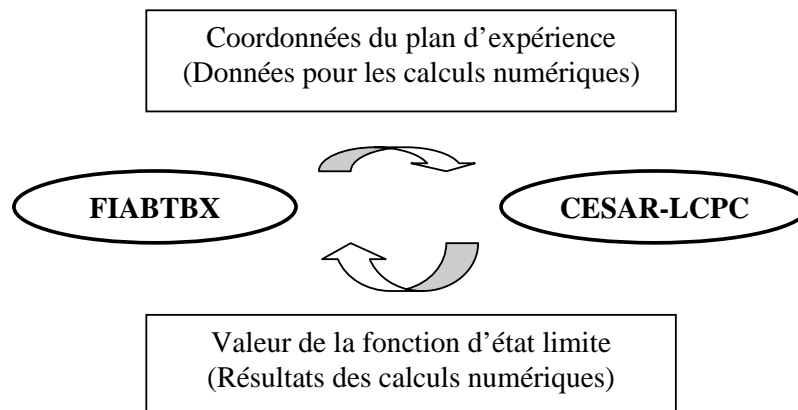 Coordonnées du plan d’expérience
(Données pour les calculs numériques)
FIABTBX
CESAR-LCPC
Valeur de la fonction d’état limite
(Résultats des calculs numériques)